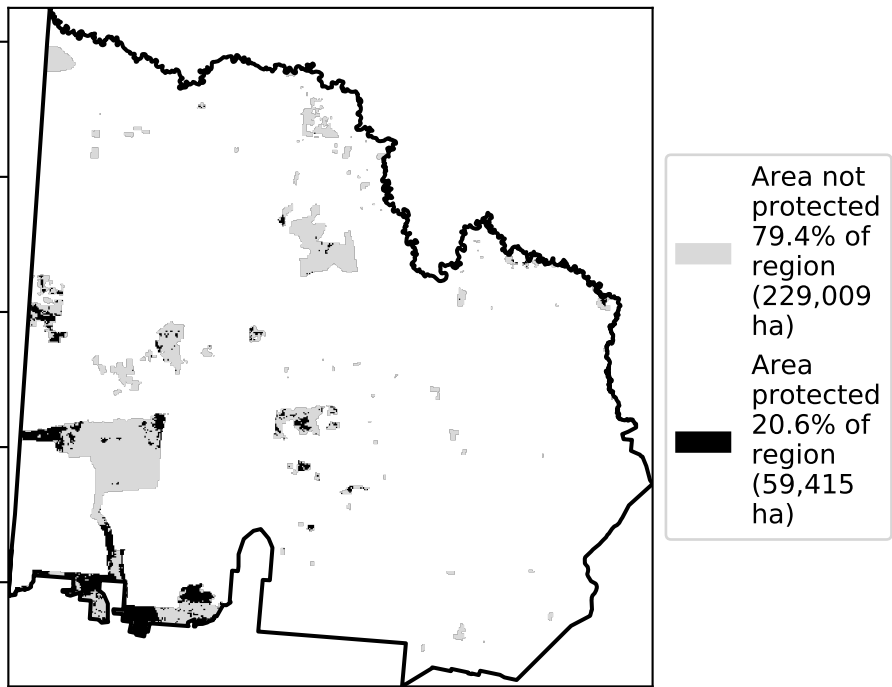 Area not
protected
79.4% of
region
(229,009
ha)
Area
protected
20.6% of
region
(59,415
ha)